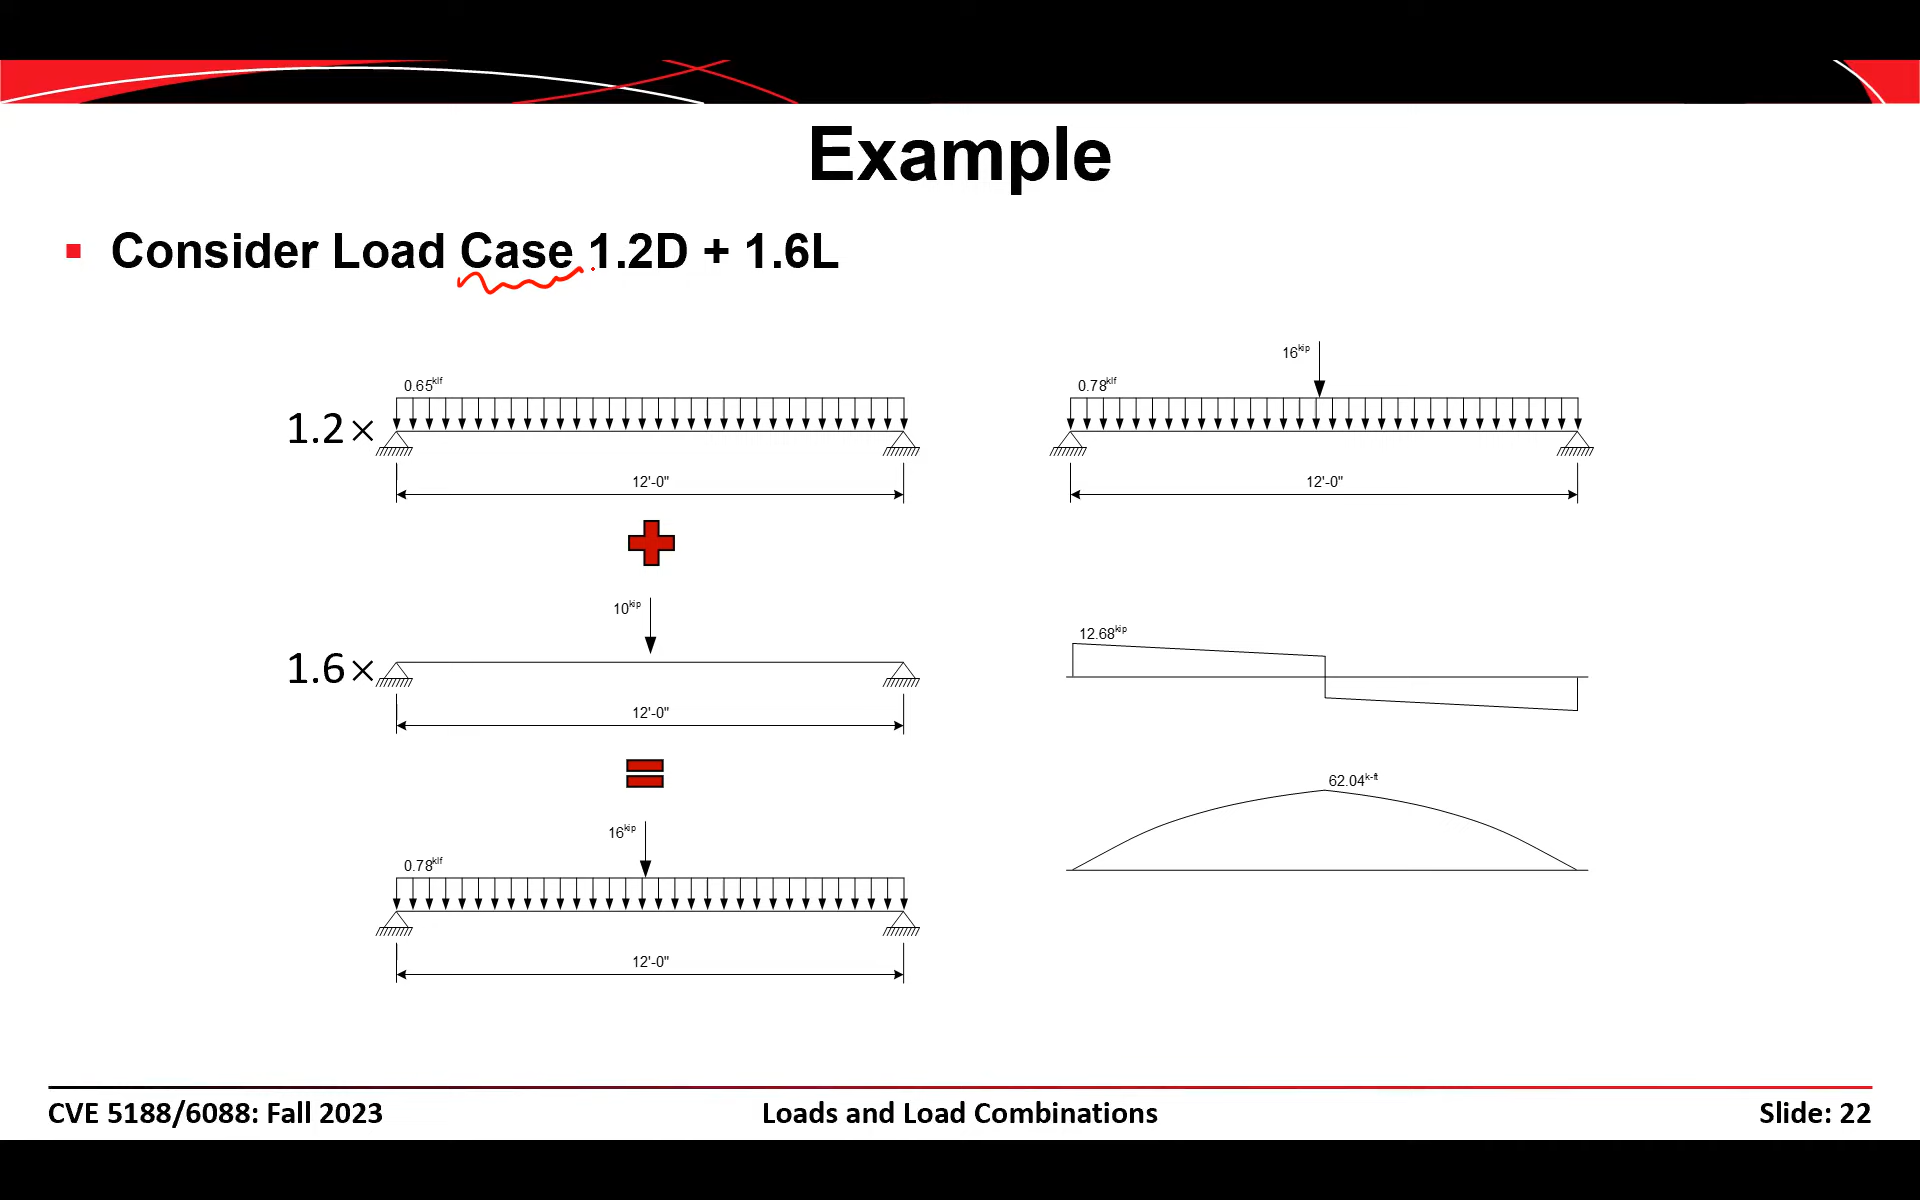 Example
▪ Consider Load Case 1.2D + 1.6L
1.2×
0.65klf
12'-0"
10kip
1.6×
12'-0"
16kip
0.78klf
12'-0"
16kip
0.78klf
12'-0"
12.68kip
62.04k-ft
CVE 5188/6088: Fall 2023
Loads and Load Combinations
Slide: 22